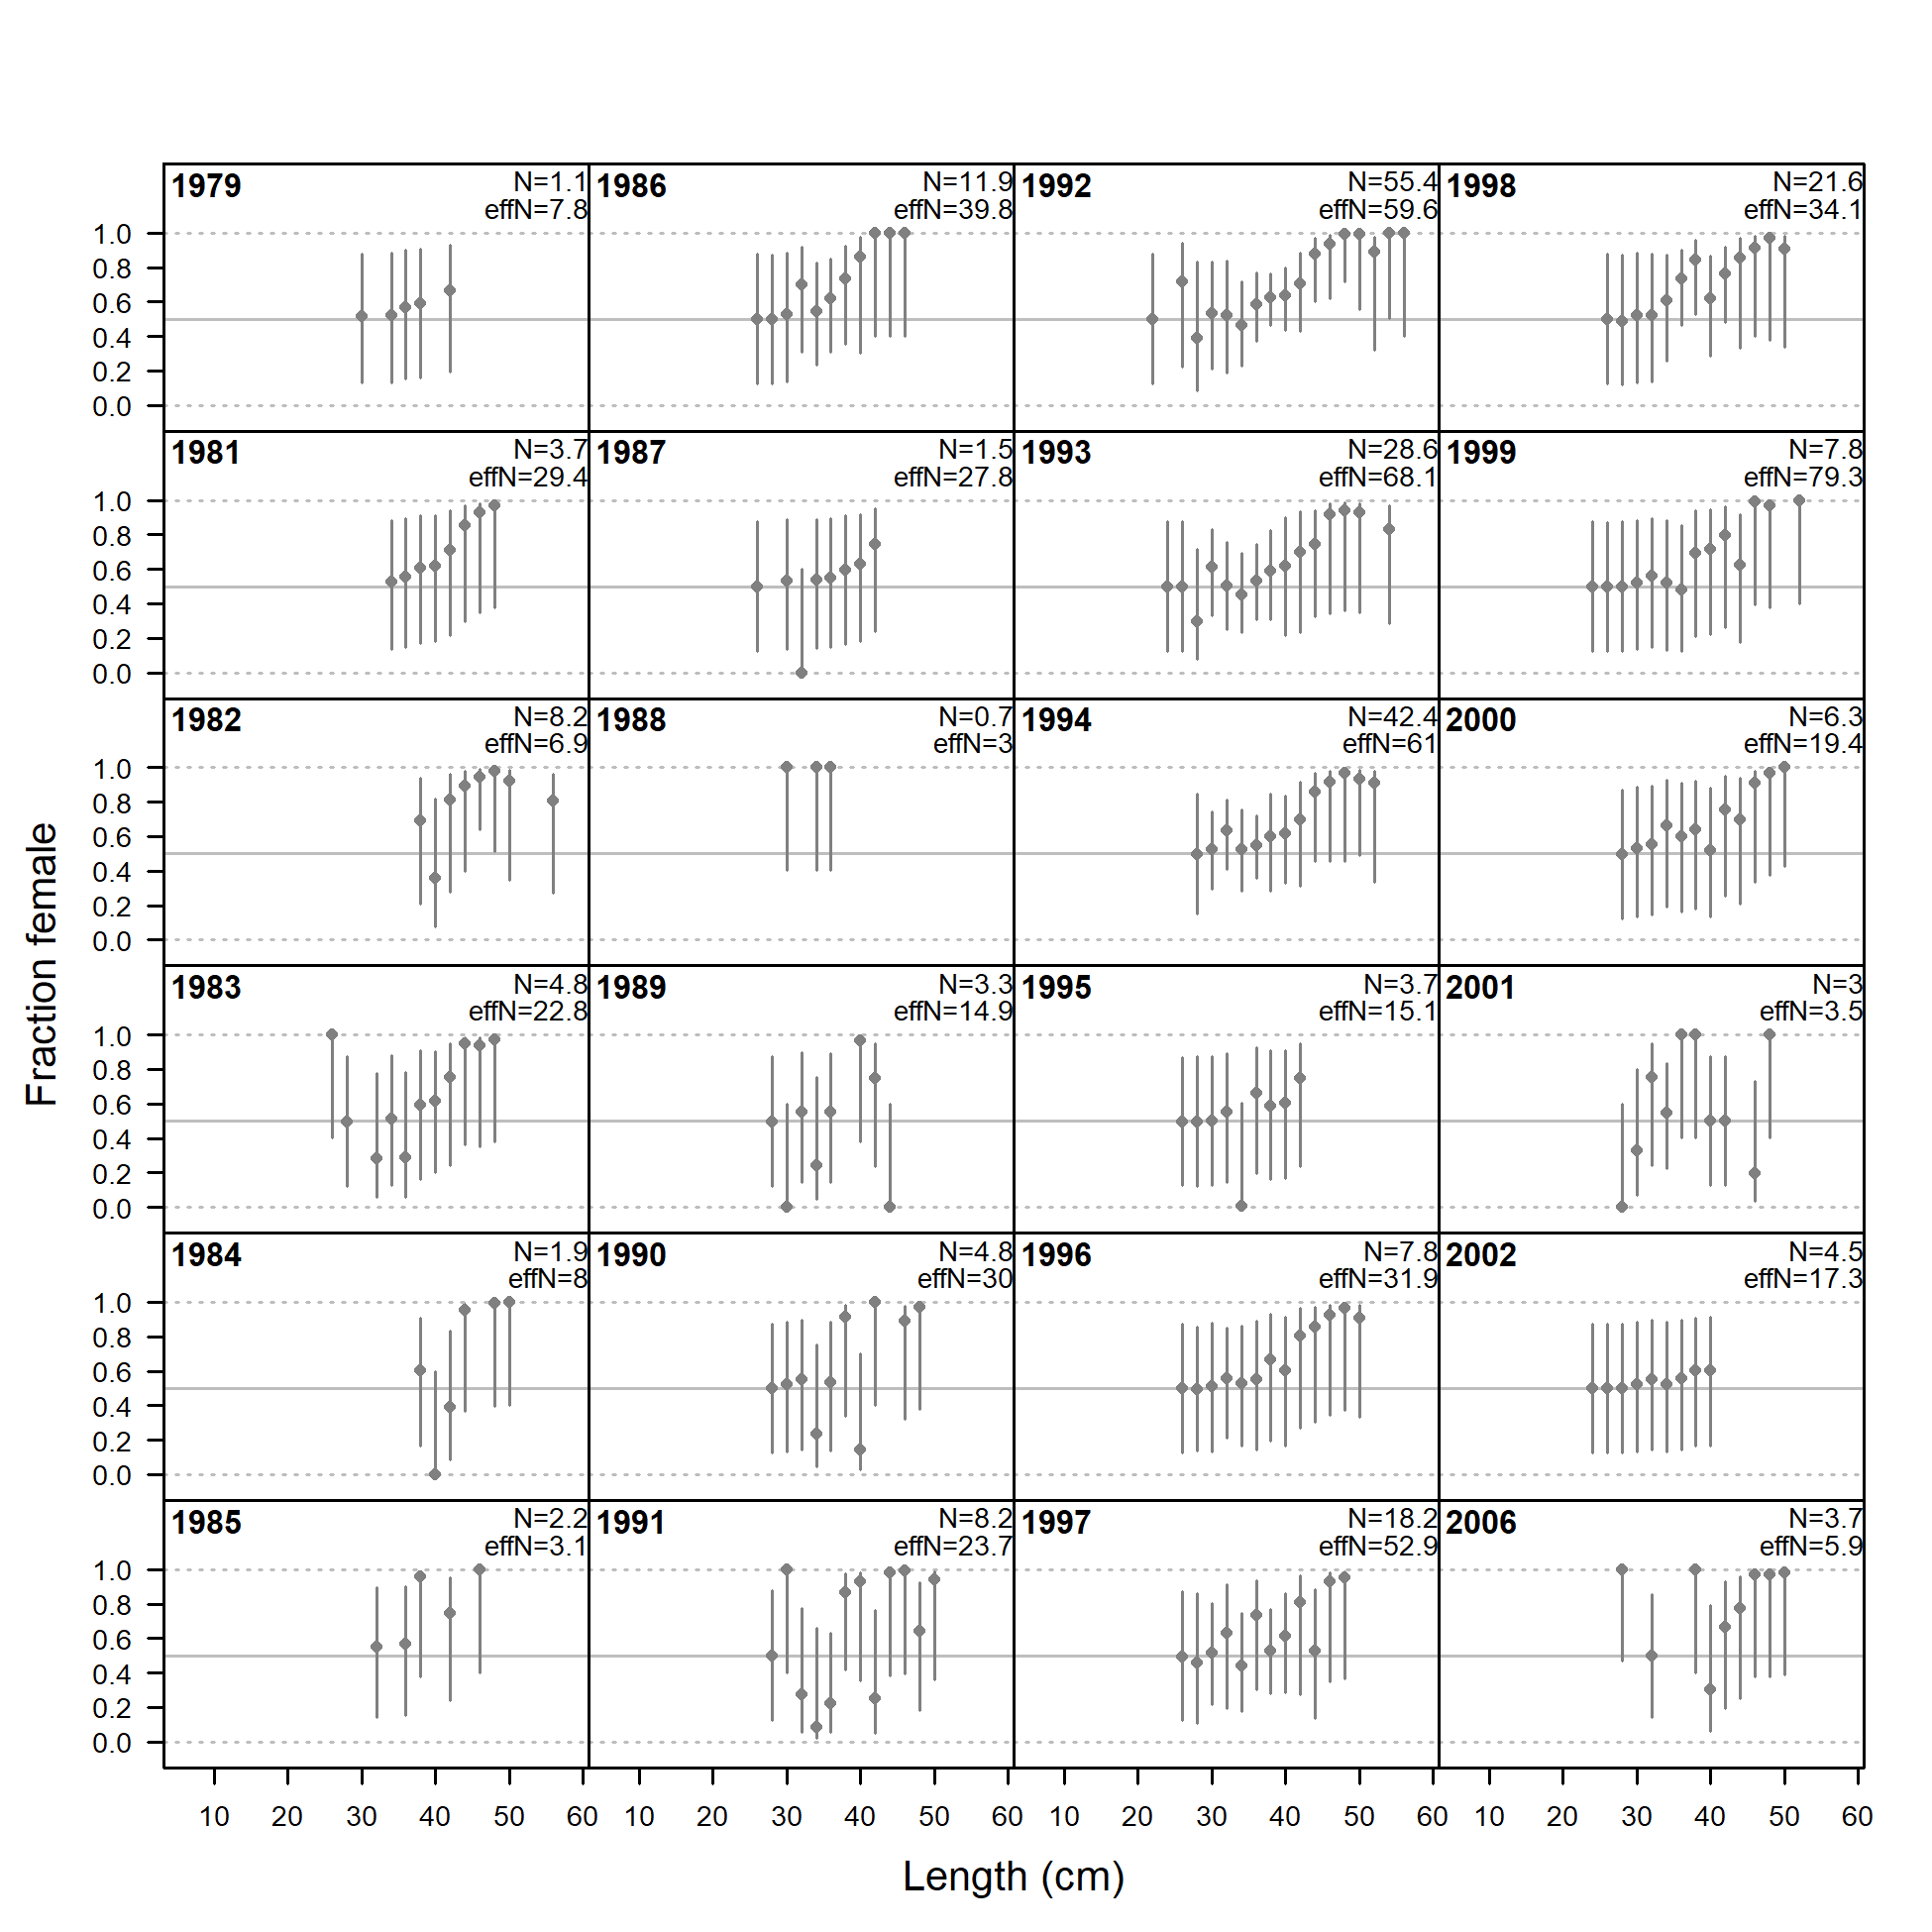 1979 N=1.1 1986 N=11.9 1992 N=55.4 1998 N=21.6
effN=7.8 effN=39.8 effN=59.6 effN=34.1
1.0
0.8
0.6
0.4
0.2
0.0
1981 N=3.7 1987 N=1.5 1993 N=28.6 1999 N=7.8
effN=29.4 effN=27.8 effN=68.1 effN=79.3
1.0
0.8
0.6
0.4
0.2
0.0
1982 N=8.2 1988 N=0.7 1994 N=42.4 2000 N=6.3
effN=6.9 effN=3 effN=61 effN=19.4
1.0
0.8
0.6
0.4
0.2
0.0
Fraction female
1983 N=4.8 1989 N=3.3 1995 N=3.7 2001 N=3
effN=22.8 effN=14.9 effN=15.1 effN=3.5
1.0
0.8
0.6
0.4
0.2
0.0
1984 N=1.9 1990 N=4.8 1996 N=7.8 2002 N=4.5
effN=8 effN=30 effN=31.9 effN=17.3
1.0
0.8
0.6
0.4
0.2
0.0
1985 N=2.2 1991 N=8.2 1997 N=18.2 2006 N=3.7
effN=3.1 effN=23.7 effN=52.9 effN=5.9
1.0
0.8
0.6
0.4
0.2
0.0
10 20 30 40 50 60 10 20 30 40 50 60 10 20 30 40 50 60 10 20 30 40 50 60
Length (cm)